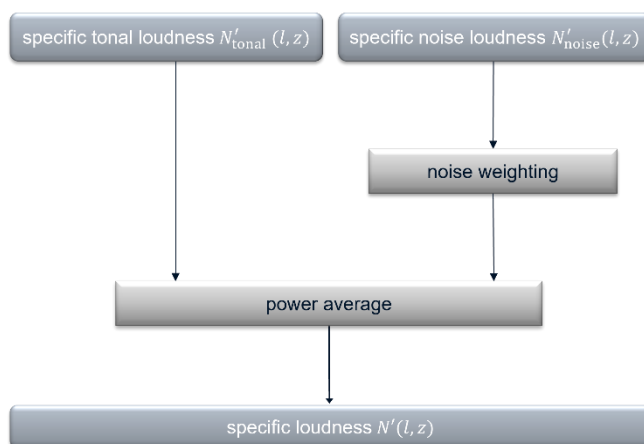 specific tonal loudness N′tonal (l, z)
specific noise loudness N′noise(l, z)
noise weighting
power average
specific loudness N′(l, z)